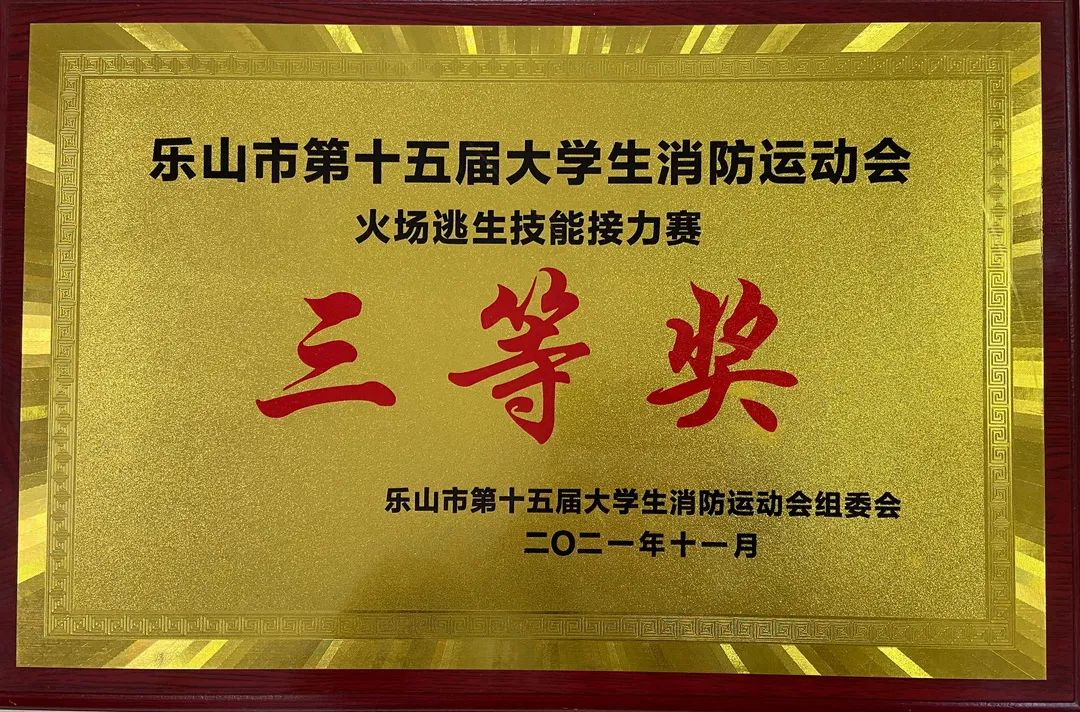 乐山市第十五届大学生消防运动会
火场逃生技能接力赛
三等奖
乐山市第十五届大学生消防运动会组委会
二〇二一年十一月